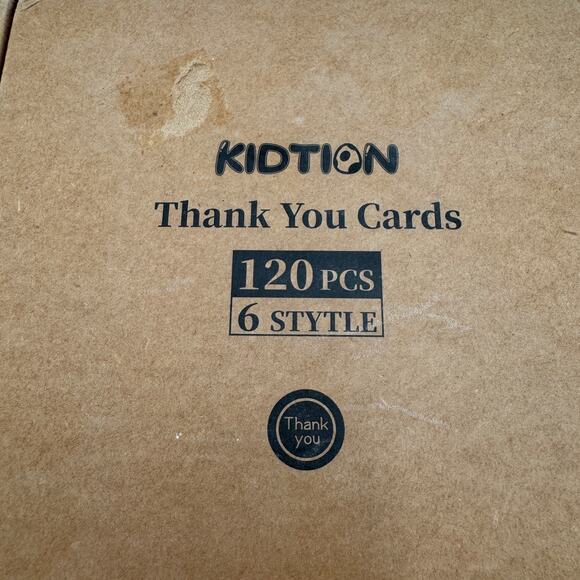 KIDTION
Thank You Cards
120 PCS
6 STYTLE
Thank
you